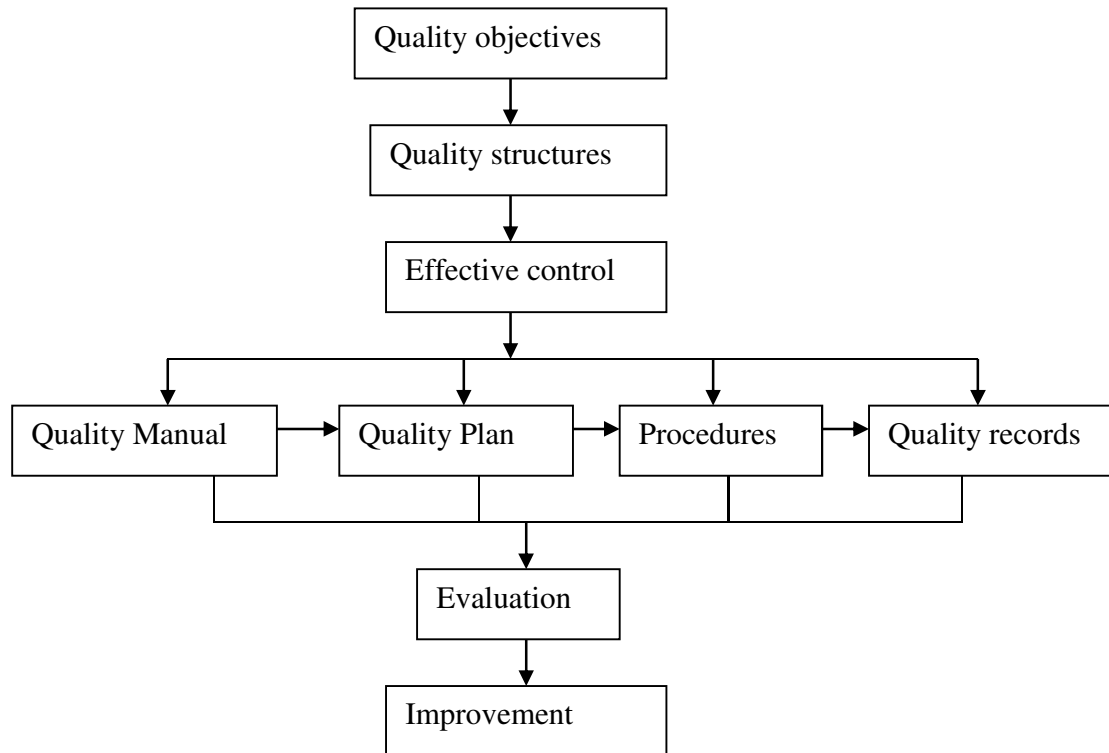 Quality objectives
Quality structures
Effective control
Quality Manual
Quality Plan
Procedures
Quality records
Evaluation
Improvement